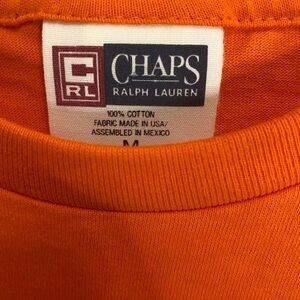 C
RL
CHAPS
RALPH LAUREN
100% COTTON
FABRIC MADE IN USA/
ASSEMBLED IN MEXICO
M